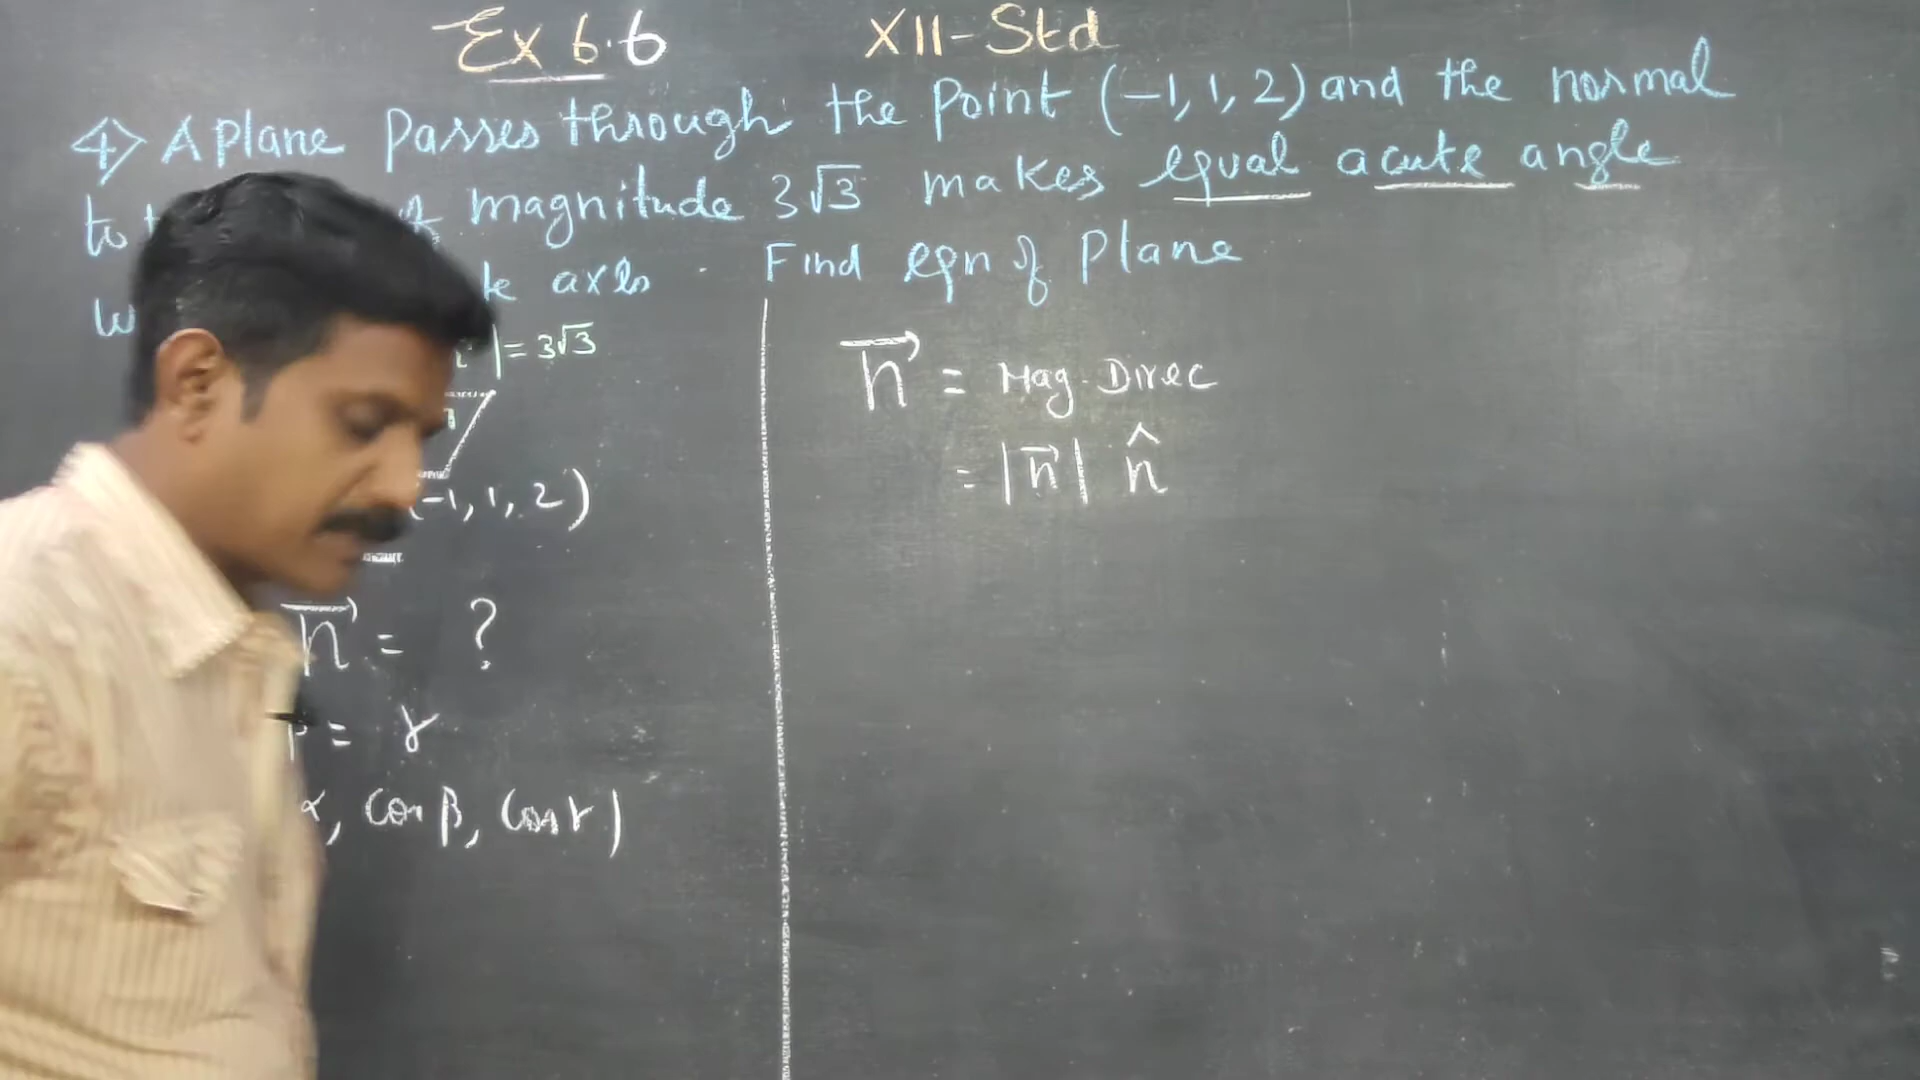 Ex 6.6 XII-Std
4) A plane passes through the point (-1, 1, 2) and the normal
to magnitude 3√3 makes equal acute angle
axes. Find eqn of plane
| = 3√3
(-1, 1, 2)
n⃗ = ?
= γ
α, cos β, cos γ)
n⃗ = Mag. Direc
= |n⃗| n̂